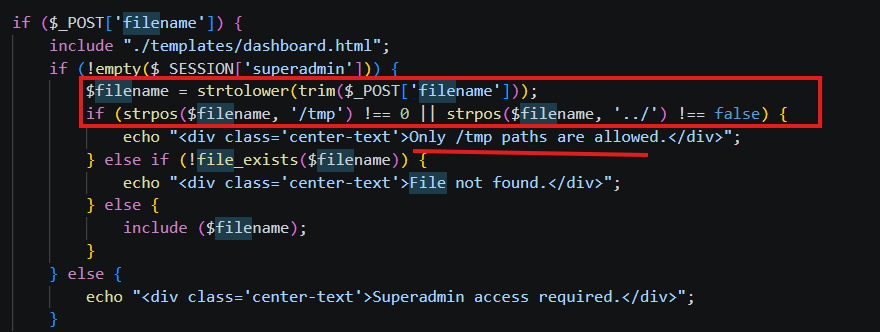 if ($_POST['filename']) {
include "./templates/dashboard.html";
if (!empty($_SESSION['superadmin'])) {
$filename = strtolower(trim($_POST['filename']));
if (strpos($filename, '/tmp') !== 0 || strpos($filename, '../') !== false) {
echo "<div class='center-text'>Only /tmp paths are allowed.</div>";
} else if (!file_exists($filename)) {
echo "<div class='center-text'>File not found.</div>";
} else {
include ($filename);
}
} else {
echo "<div class='center-text'>Superadmin access required.</div>";
}